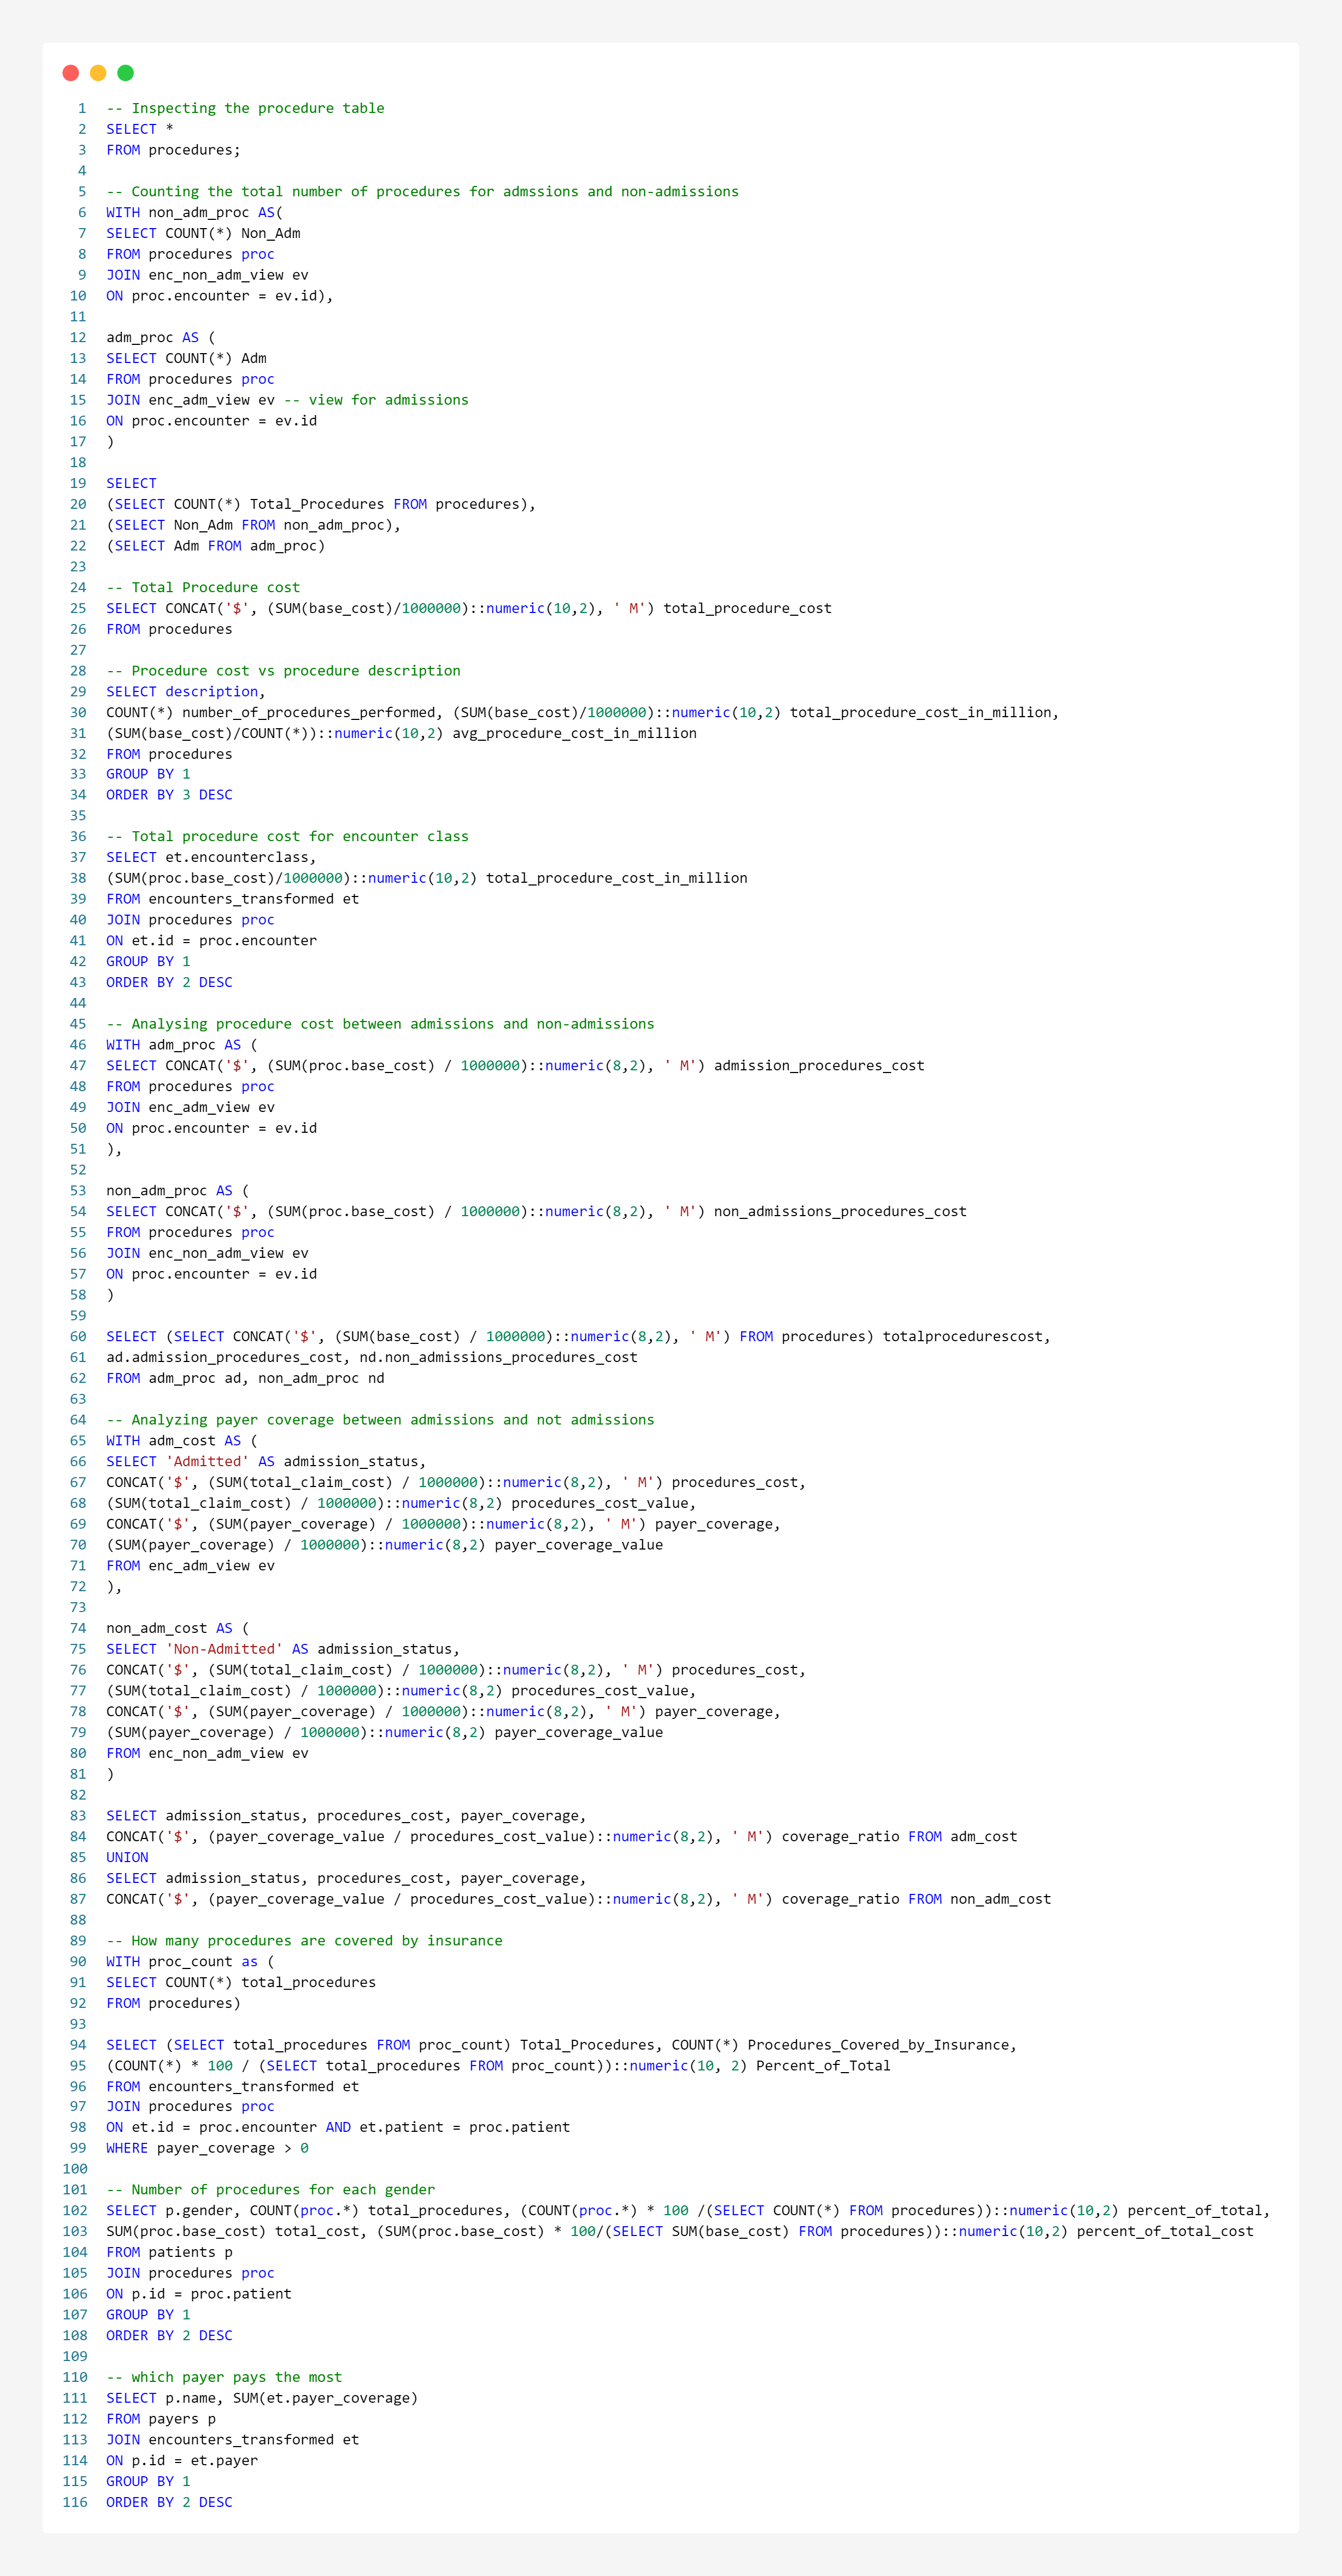 1 -- Inspecting the procedure table
2 SELECT *
3 FROM procedures;
4
5 -- Counting the total number of procedures for admssions and non-admissions
6 WITH non_adm_proc AS(
7 SELECT COUNT(*) Non_Adm
8 FROM procedures proc
9 JOIN enc_non_adm_view ev
10 ON proc.encounter = ev.id),
11
12 adm_proc AS (
13 SELECT COUNT(*) Adm
14 FROM procedures proc
15 JOIN enc_adm_view ev -- view for admissions
16 ON proc.encounter = ev.id
17 )
18
19 SELECT
20 (SELECT COUNT(*) Total_Procedures FROM procedures),
21 (SELECT Non_Adm FROM non_adm_proc),
22 (SELECT Adm FROM adm_proc)
23
24 -- Total Procedure cost
25 SELECT CONCAT('$', (SUM(base_cost)/1000000)::numeric(10,2), ' M') total_procedure_cost
26 FROM procedures
27
28 -- Procedure cost vs procedure description
29 SELECT description,
30 COUNT(*) number_of_procedures_performed, (SUM(base_cost)/1000000)::numeric(10,2) total_procedure_cost_in_million,
31 (SUM(base_cost)/COUNT(*))::numeric(10,2) avg_procedure_cost_in_million
32 FROM procedures
33 GROUP BY 1
34 ORDER BY 3 DESC
35
36 -- Total procedure cost for encounter class
37 SELECT et.encounterclass,
38 (SUM(proc.base_cost)/1000000)::numeric(10,2) total_procedure_cost_in_million
39 FROM encounters_transformed et
40 JOIN procedures proc
41 ON et.id = proc.encounter
42 GROUP BY 1
43 ORDER BY 2 DESC
44
45 -- Analysing procedure cost between admissions and non-admissions
46 WITH adm_proc AS (
47 SELECT CONCAT('$', (SUM(proc.base_cost) / 1000000)::numeric(8,2), ' M') admission_procedures_cost
48 FROM procedures proc
49 JOIN enc_adm_view ev
50 ON proc.encounter = ev.id
51 ),
52
53 non_adm_proc AS (
54 SELECT CONCAT('$', (SUM(proc.base_cost) / 1000000)::numeric(8,2), ' M') non_admissions_procedures_cost
55 FROM procedures proc
56 JOIN enc_non_adm_view ev
57 ON proc.encounter = ev.id
58 )
59
60 SELECT (SELECT CONCAT('$', (SUM(base_cost) / 1000000)::numeric(8,2), ' M') FROM procedures) totalprocedurescost,
61 ad.admission_procedures_cost, nd.non_admissions_procedures_cost
62 FROM adm_proc ad, non_adm_proc nd
63
64 -- Analyzing payer coverage between admissions and not admissions
65 WITH adm_cost AS (
66 SELECT 'Admitted' AS admission_status,
67 CONCAT('$', (SUM(total_claim_cost) / 1000000)::numeric(8,2), ' M') procedures_cost,
68 (SUM(total_claim_cost) / 1000000)::numeric(8,2) procedures_cost_value,
69 CONCAT('$', (SUM(payer_coverage) / 1000000)::numeric(8,2), ' M') payer_coverage,
70 (SUM(payer_coverage) / 1000000)::numeric(8,2) payer_coverage_value
71 FROM enc_adm_view ev
72 ),
73
74 non_adm_cost AS (
75 SELECT 'Non-Admitted' AS admission_status,
76 CONCAT('$', (SUM(total_claim_cost) / 1000000)::numeric(8,2), ' M') procedures_cost,
77 (SUM(total_claim_cost) / 1000000)::numeric(8,2) procedures_cost_value,
78 CONCAT('$', (SUM(payer_coverage) / 1000000)::numeric(8,2), ' M') payer_coverage,
79 (SUM(payer_coverage) / 1000000)::numeric(8,2) payer_coverage_value
80 FROM enc_non_adm_view ev
81 )
82
83 SELECT admission_status, procedures_cost, payer_coverage,
84 CONCAT('$', (payer_coverage_value / procedures_cost_value)::numeric(8,2), ' M') coverage_ratio FROM adm_cost
85 UNION
86 SELECT admission_status, procedures_cost, payer_coverage,
87 CONCAT('$', (payer_coverage_value / procedures_cost_value)::numeric(8,2), ' M') coverage_ratio FROM non_adm_cost
88
89 -- How many procedures are covered by insurance
90 WITH proc_count as (
91 SELECT COUNT(*) total_procedures
92 FROM procedures)
93
94 SELECT (SELECT total_procedures FROM proc_count) Total_Procedures, COUNT(*) Procedures_Covered_by_Insurance,
95 (COUNT(*) * 100 / (SELECT total_procedures FROM proc_count))::numeric(10, 2) Percent_of_Total
96 FROM encounters_transformed et
97 JOIN procedures proc
98 ON et.id = proc.encounter AND et.patient = proc.patient
99 WHERE payer_coverage > 0
100
101 -- Number of procedures for each gender
102 SELECT p.gender, COUNT(proc.*) total_procedures, (COUNT(proc.*) * 100 /(SELECT COUNT(*) FROM procedures))::numeric(10,2) percent_of_total,
103 SUM(proc.base_cost) total_cost, (SUM(proc.base_cost) * 100/(SELECT SUM(base_cost) FROM procedures))::numeric(10,2) percent_of_total_cost
104 FROM patients p
105 JOIN procedures proc
106 ON p.id = proc.patient
107 GROUP BY 1
108 ORDER BY 2 DESC
109
110 -- which payer pays the most
111 SELECT p.name, SUM(et.payer_coverage)
112 FROM payers p
113 JOIN encounters_transformed et
114 ON p.id = et.payer
115 GROUP BY 1
116 ORDER BY 2 DESC